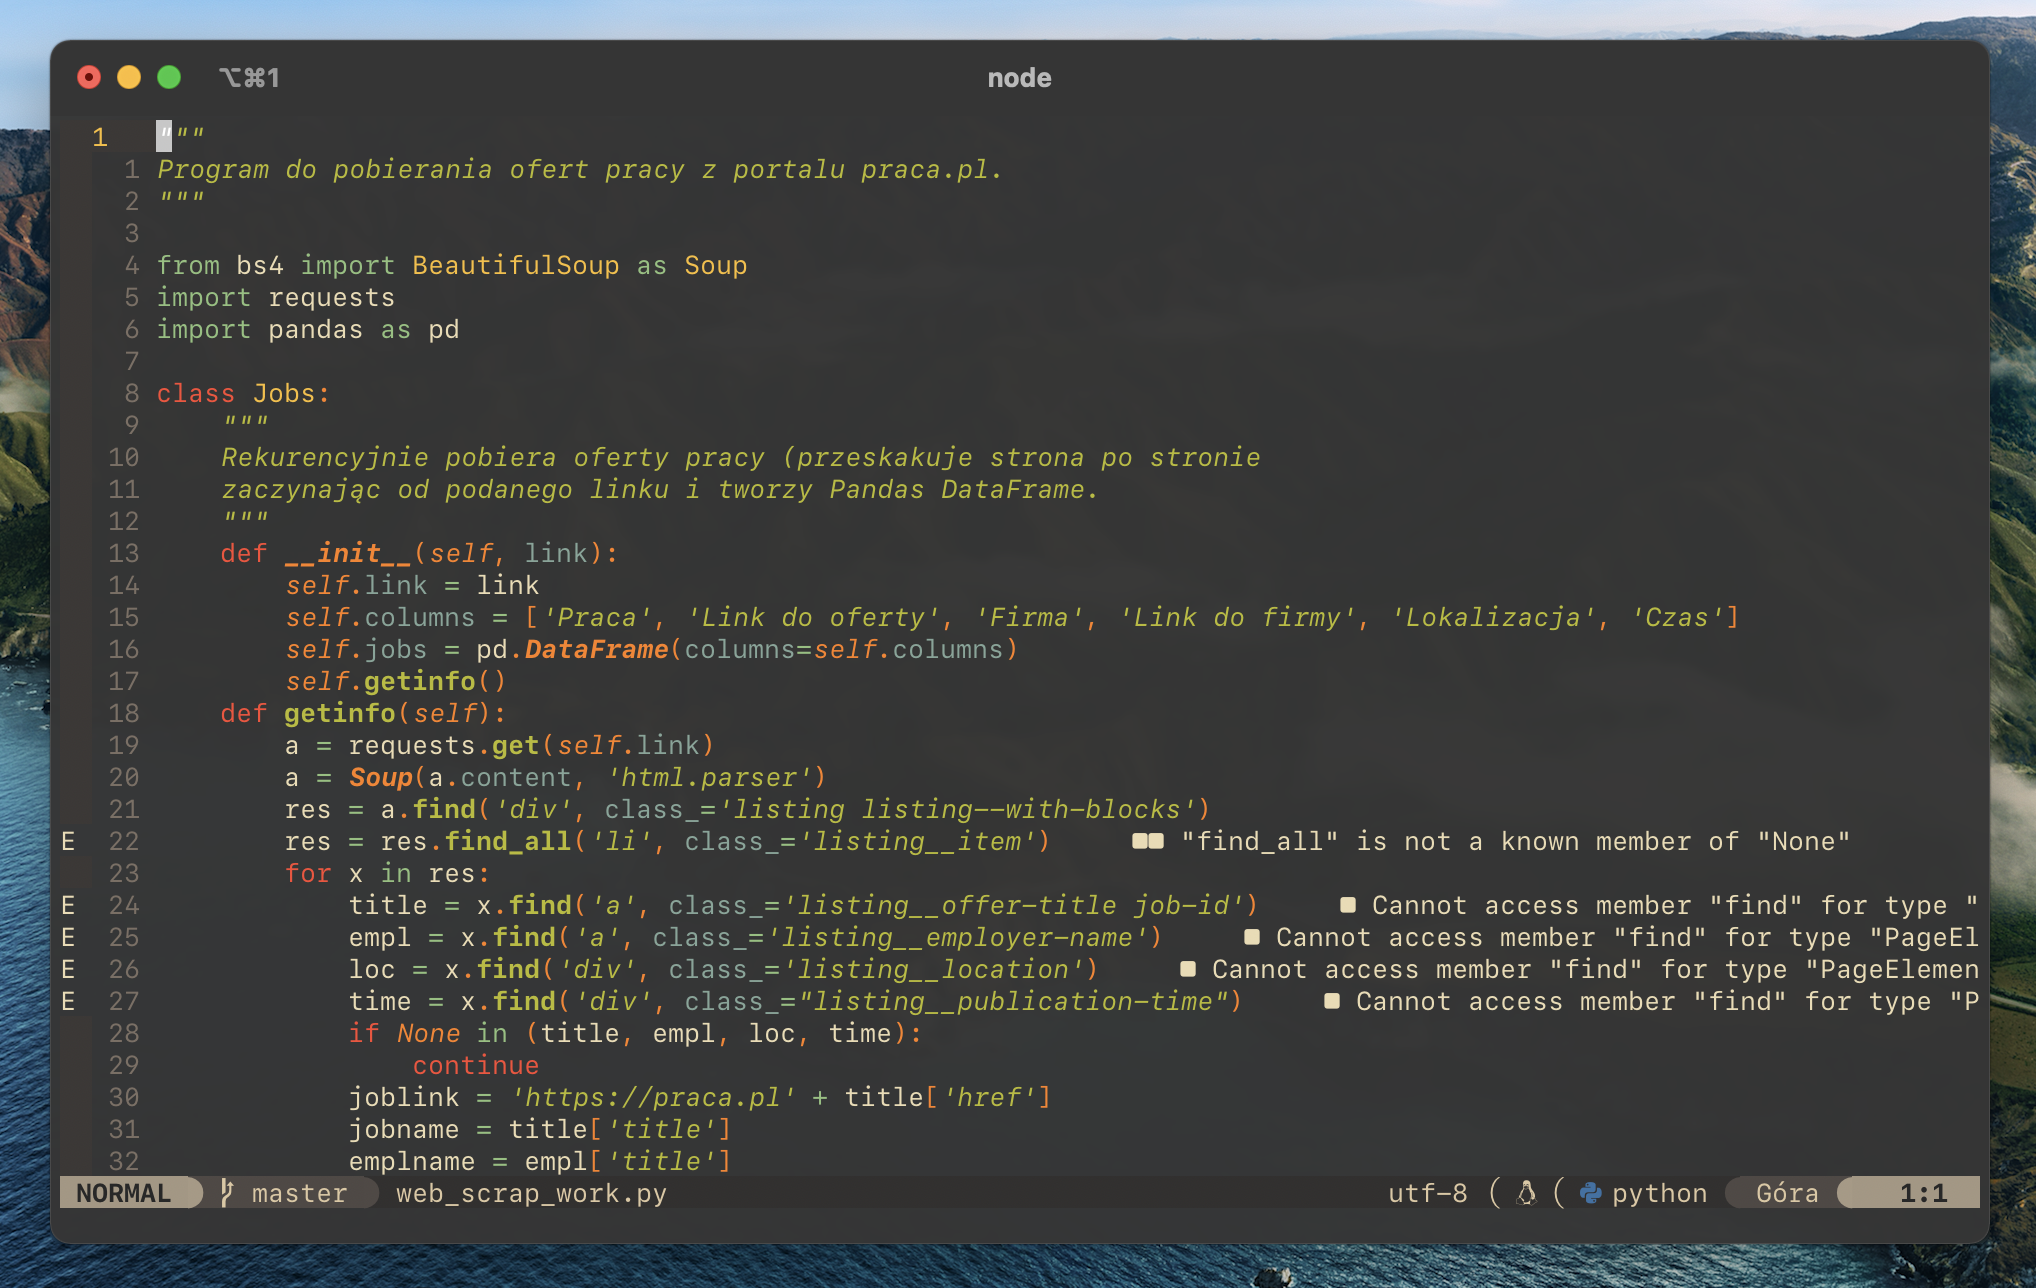 ⌥⌘1 node
1 """
1 Program do pobierania ofert pracy z portalu praca.pl.
2 """
3
4 from bs4 import BeautifulSoup as Soup
5 import requests
6 import pandas as pd
7
8 class Jobs:
9     """
10     Rekurencyjnie pobiera oferty pracy (przeskakuje strona po stronie
11     zaczynając od podanego linku i tworzy Pandas DataFrame.
12     """
13     def __init__(self, link):
14         self.link = link
15         self.columns = ['Praca', 'Link do oferty', 'Firma', 'Link do firmy', 'Lokalizacja', 'Czas']
16         self.jobs = pd.DataFrame(columns=self.columns)
17         self.getinfo()
18     def getinfo(self):
19         a = requests.get(self.link)
20         a = Soup(a.content, 'html.parser')
21         res = a.find('div', class_='listing listing--with-blocks')
E 22         res = res.find_all('li', class_='listing__item')     ■■ "find_all" is not a known member of "None"
23         for x in res:
E 24             title = x.find('a', class_='listing__offer-title job-id')     ■ Cannot access member "find" for type "
E 25             empl = x.find('a', class_='listing__employer-name')     ■ Cannot access member "find" for type "PageEl
E 26             loc = x.find('div', class_='listing__location')     ■ Cannot access member "find" for type "PageElemen
E 27             time = x.find('div', class_="listing__publication-time")     ■ Cannot access member "find" for type "P
28             if None in (title, empl, loc, time):
29                 continue
30             joblink = 'https://praca.pl' + title['href']
31             jobname = title['title']
32             emplname = empl['title']
NORMAL master web_scrap_work.py utf-8 ( ( python Góra 1:1